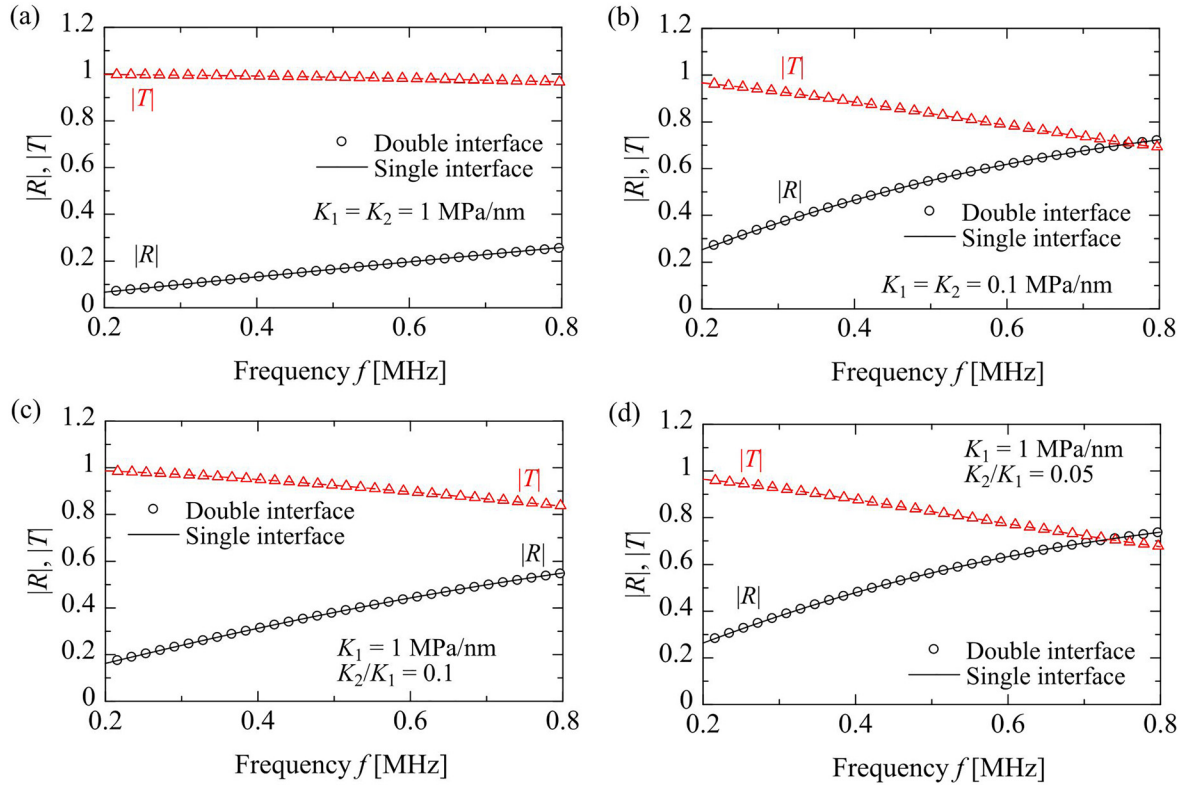 (a)
1.2
1
0.8
0.6
0.4
0.2
0
|R|, |T|
|T|
Double interface
Single interface
K1 = K2 = 1 MPa/nm
|R|
0.2 0.4 0.6 0.8
Frequency f [MHz]
(b)
1.2
1
0.8
0.6
0.4
0.2
0
|R|, |T|
|T|
|R|
Double interface
Single interface
K1 = K2 = 0.1 MPa/nm
0.2 0.4 0.6 0.8
Frequency f [MHz]
(c)
1.2
1
0.8
0.6
0.4
0.2
0
|R|, |T|
|T|
Double interface
Single interface
|R|
K1 = 1 MPa/nm
K2/K1 = 0.1
0.2 0.4 0.6 0.8
Frequency f [MHz]
(d)
1.2
1
0.8
0.6
0.4
0.2
0
|R|, |T|
K1 = 1 MPa/nm
K2/K1 = 0.05
|T|
|R|
Double interface
Single interface
0.2 0.4 0.6 0.8
Frequency f [MHz]